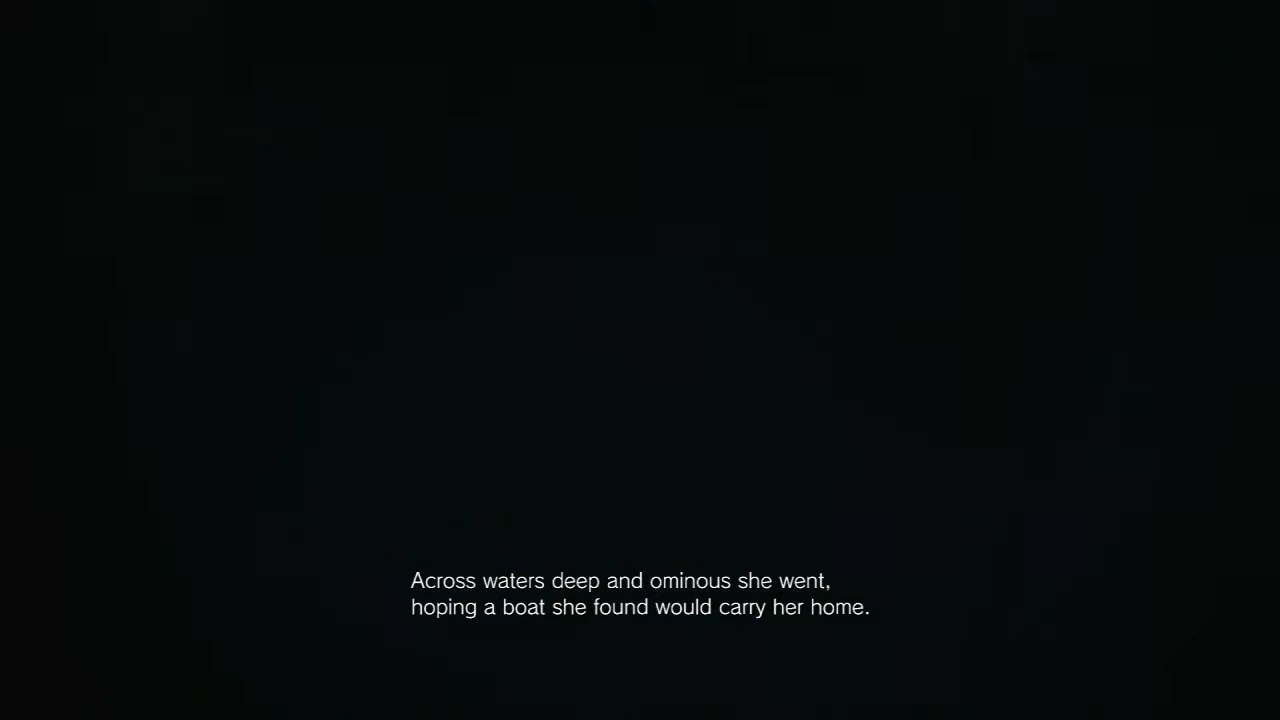 Across waters deep and ominous she went,
hoping a boat she found would carry her home.